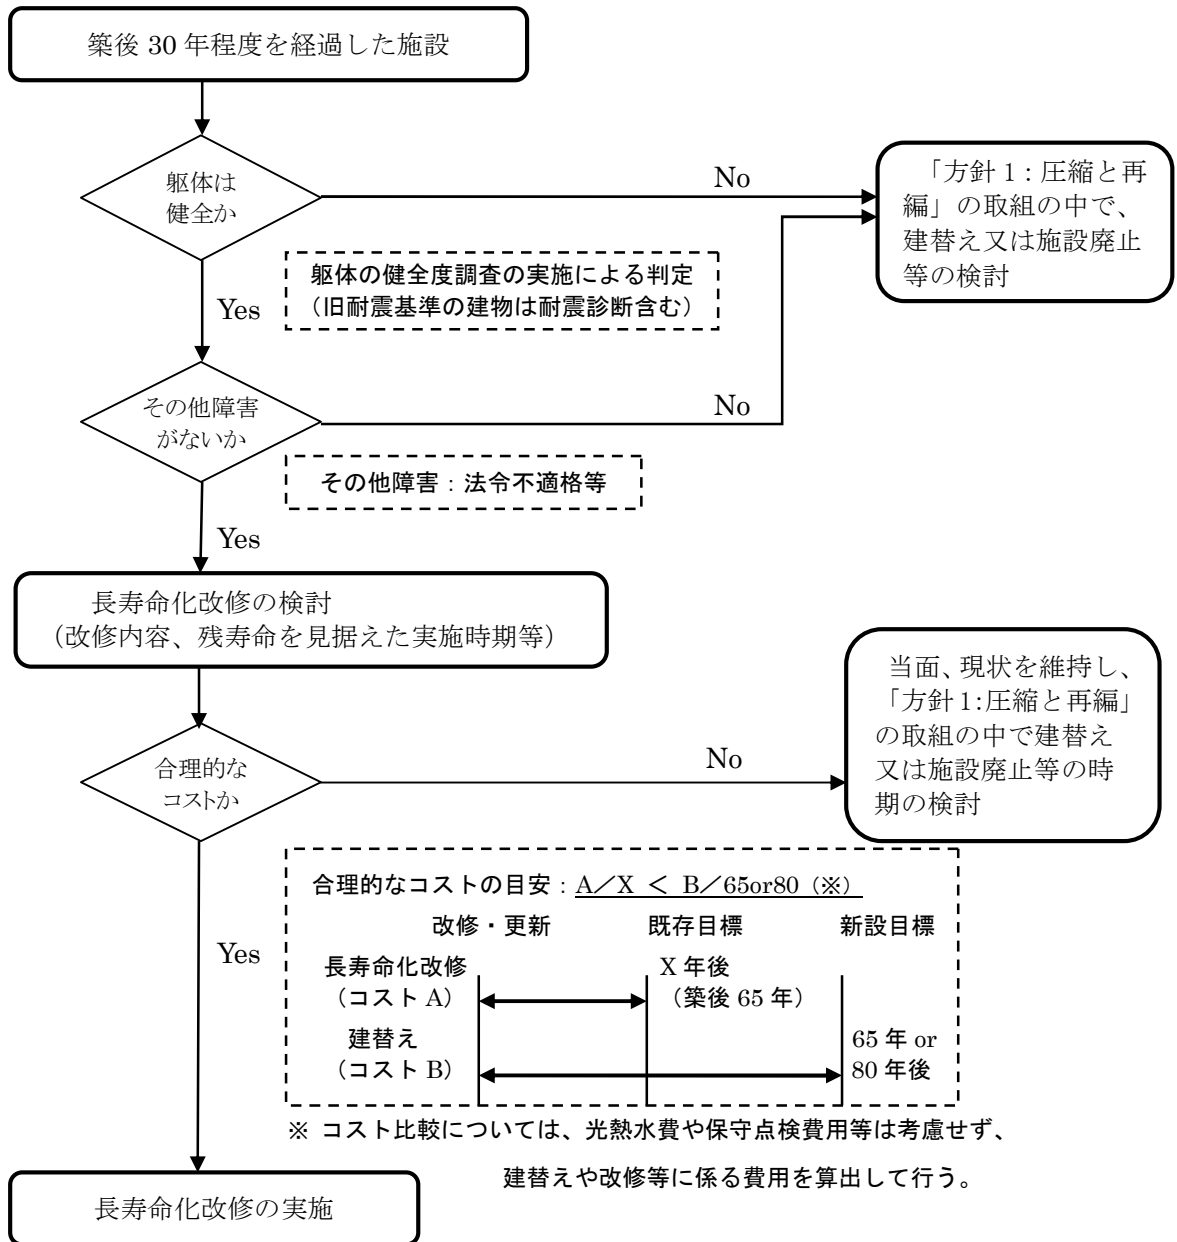 築後 30 年程度を経過した施設
躯体は
健全か
No
「方針 1：圧縮と再
編」の取組の中で、
建替え又は施設廃止
等の検討
躯体の健全度調査の実施による判定
（旧耐震基準の建物は耐震診断含む）
Yes
その他障害
がないか
No
その他障害：法令不適格等
Yes
長寿命化改修の検討
（改修内容、残寿命を見据えた実施時期等）
合理的な
コストか
No
当面、現状を維持し、
「方針1：圧縮と再編」
の取組の中で建替え
又は施設廃止等の時
期の検討
合理的なコストの目安：A／X ＜ B／65or80（※）
改修・更新 既存目標 新設目標
Yes
長寿命化改修 X 年後
（コスト A） （築後 65 年）
建替え 65 年 or
（コスト B） 80 年後
※ コスト比較については、光熱水費や保守点検費用等は考慮せず、
建替えや改修等に係る費用を算出して行う。
長寿命化改修の実施